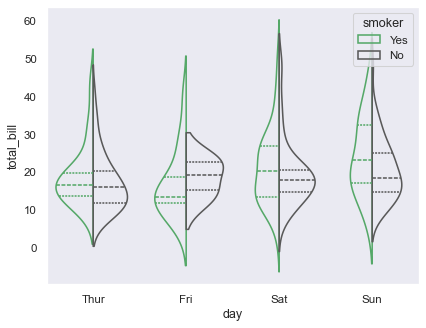 smoker
Yes
No
60
50
40
30
20
10
0
total_bill
Thur Fri Sat Sun
day